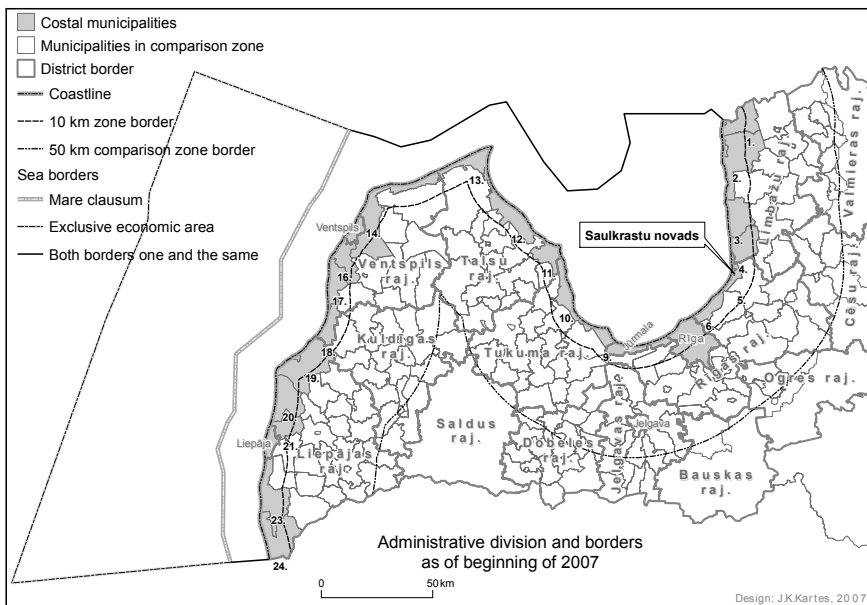 Costal municipalities
Municipalities in comparison zone
District border
Coastline
10 km zone border
50 km comparison zone border
Sea borders
Mare clausum
Exclusive economic area
Both borders one and the same
Saulkrastu novads
Ventspils
Ventspils
raj.
Talsu
raj.
Kuldīgas
raj.
Tukuma raj.
Jūrmala
Rīga
Rīgas raj.
Limbažu raj.
Valmieras raj.
Cēsu raj.
Ogres raj.
Saldus
raj.
Dobeles
raj.
Jelgavas raj.
Jelgava
Bauskas
raj.
Liepāja
Liepājas
raj.
1.
2.
3.
4.
5.
6.
9.
10.
11.
12.
13.
14.
16.
17.
18.
19.
20.
21.
23.
24.
Administrative division and borders
as of beginning of 2007
0 50 km
Design: J.K.Kartes, 2007